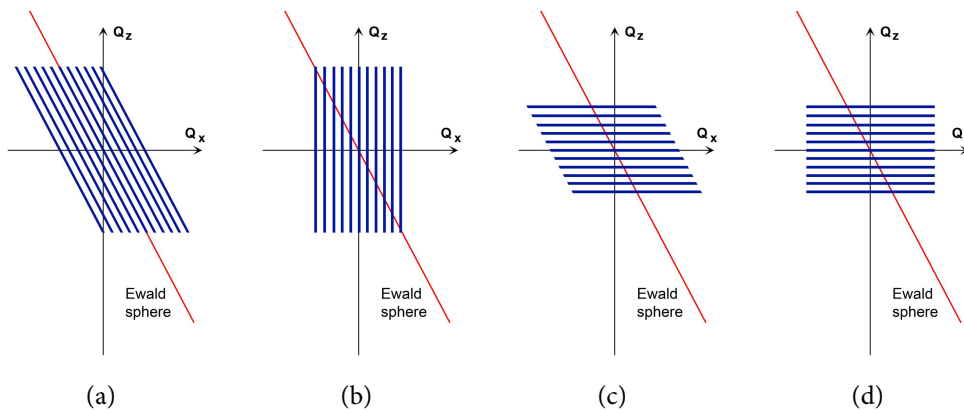 Qz
Qx
Ewald
sphere
(a)
Qz
Qx
Ewald
sphere
(b)
Qz
Qx
Ewald
sphere
(c)
Qz
Q
Ewald
sphere
(d)